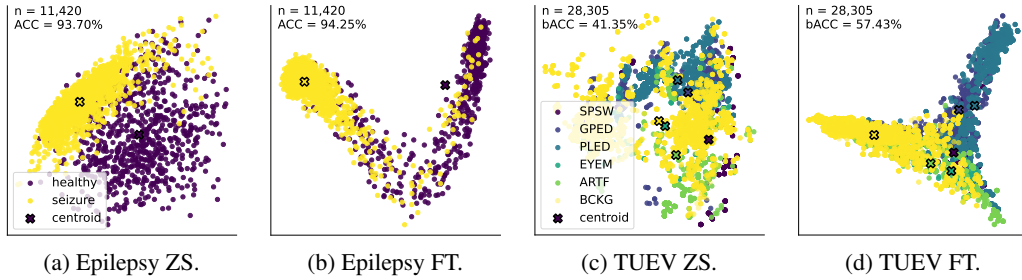 n = 11,420
ACC = 93.70%
healthy
seizure
centroid
(a) Epilepsy ZS.
n = 11,420
ACC = 94.25%
(b) Epilepsy FT.
n = 28,305
bACC = 41.35%
SPSW
GPED
PLED
EYEM
ARTF
BCKG
centroid
(c) TUEV ZS.
n = 28,305
bACC = 57.43%
(d) TUEV FT.